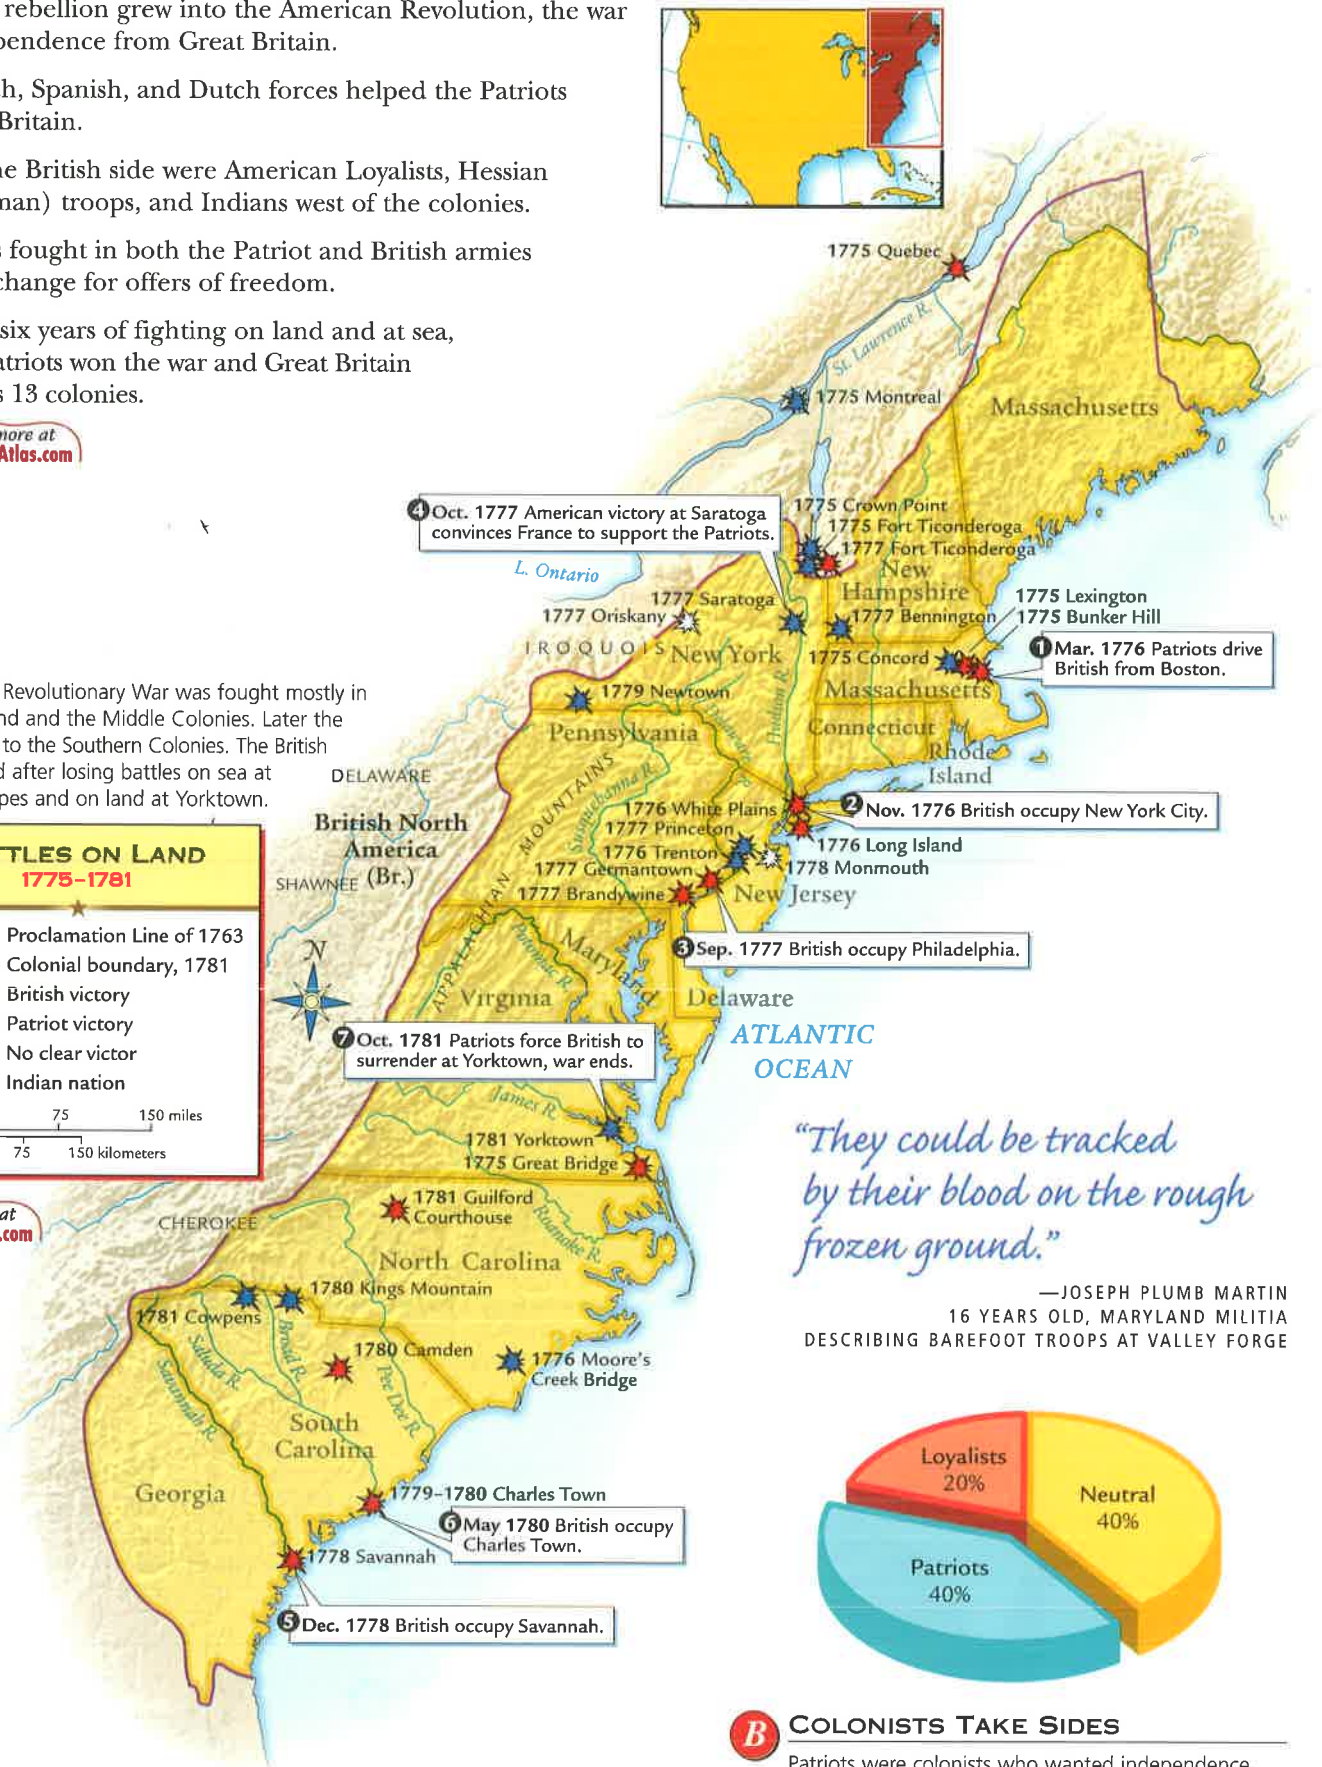 rebellion grew into the American Revolution, the war
pendence from Great Britain.
h, Spanish, and Dutch forces helped the Patriots
Britain.
e British side were American Loyalists, Hessian
man) troops, and Indians west of the colonies.
s fought in both the Patriot and British armies
change for offers of freedom.
six years of fighting on land and at sea,
atriots won the war and Great Britain
s 13 colonies.
more at
Atlas.com
1775 Quebec
St. Lawrence R.
1775 Montreal
Massachusetts
4 Oct. 1777 American victory at Saratoga
convinces France to support the Patriots.
1775 Crown Point
1775 Fort Ticonderoga
1777 Fort Ticonderoga
L. Ontario
New
Hampshire
1777 Saratoga
1777 Oriskany
1777 Bennington
1775 Lexington
1775 Bunker Hill
IROQUOIS
New York
1775 Concord
1 Mar. 1776 Patriots drive
British from Boston.
Massachusetts
1779 Newtown
Hudson R.
Delaware R.
Connecticut
Rhode
Island
Pennsylvania
Susquehanna R.
Revolutionary War was fought mostly in
nd and the Middle Colonies. Later the
to the Southern Colonies. The British
d after losing battles on sea at
pes and on land at Yorktown.
DELAWARE
British North
America
(Br.)
SHAWNEE
APPALACHIAN MOUNTAINS
1776 White Plains
2 Nov. 1776 British occupy New York City.
1777 Princeton
1776 Trenton
1776 Long Island
1778 Monmouth
1777 Germantown
1777 Brandywine
New Jersey
TLES ON LAND
1775–1781
Proclamation Line of 1763
Colonial boundary, 1781
British victory
Patriot victory
No clear victor
Indian nation
75 150 miles
75 150 kilometers
N
3 Sep. 1777 British occupy Philadelphia.
Potomac R.
Maryland
Virginia
Delaware
ATLANTIC
OCEAN
7 Oct. 1781 Patriots force British to
surrender at Yorktown, war ends.
James R.
1781 Yorktown
1775 Great Bridge
at
.com
CHEROKEE
1781 Guilford
Courthouse
Roanoke R.
North Carolina
1780 Kings Mountain
1781 Cowpens
Broad R.
Saluda R.
Savannah R.
1780 Camden
Pee Dee R.
1776 Moore's
Creek Bridge
South
Carolina
Georgia
1779–1780 Charles Town
6 May 1780 British occupy
Charles Town.
1778 Savannah
5 Dec. 1778 British occupy Savannah.
“They could be tracked
by their blood on the rough
frozen ground.”
—JOSEPH PLUMB MARTIN
16 YEARS OLD, MARYLAND MILITIA
DESCRIBING BAREFOOT TROOPS AT VALLEY FORGE
Loyalists
20%
Neutral
40%
Patriots
40%
B COLONISTS TAKE SIDES
Patriots were colonists who wanted independence